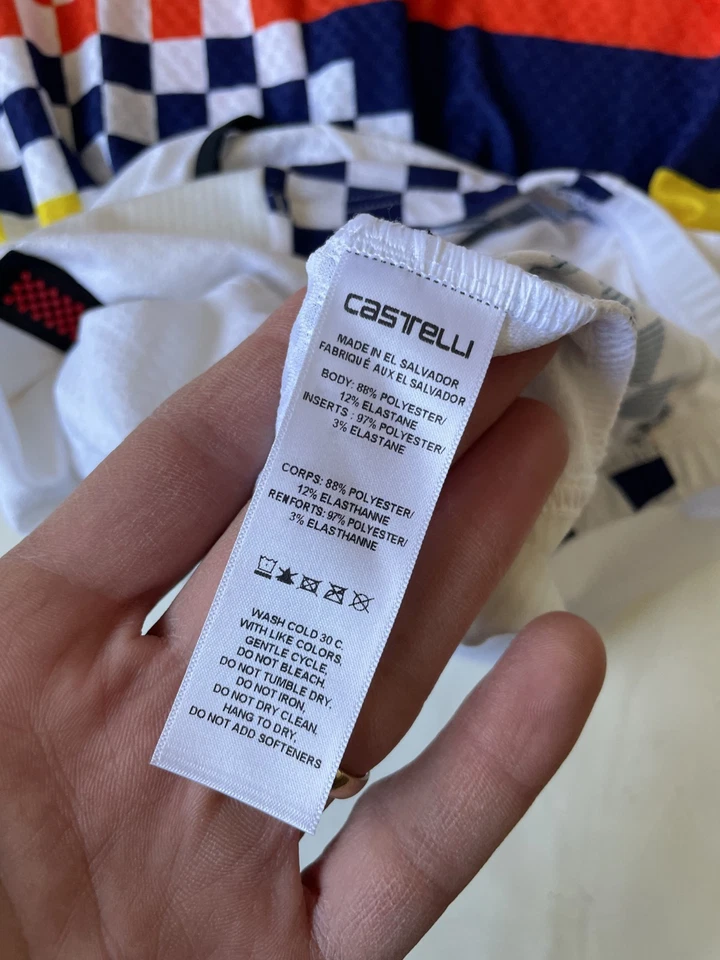 CASTELLI
MADE IN EL SALVADOR
FABRIQUÉ AUX EL SALVADOR
BODY: 88% POLYESTER/
12% ELASTANE
INSERTS : 97% POLYESTER/
3% ELASTANE
CORPS: 88% POLYESTER/
12% ELASTHANNE
RENFORTS: 97% POLYESTER/
3% ELASTHANNE
WASH COLD 30 C.
WITH LIKE COLORS.
GENTLE CYCLE.
DO NOT BLEACH.
DO NOT TUMBLE DRY.
DO NOT IRON.
DO NOT DRY CLEAN.
HANG TO DRY.
DO NOT ADD SOFTENERS